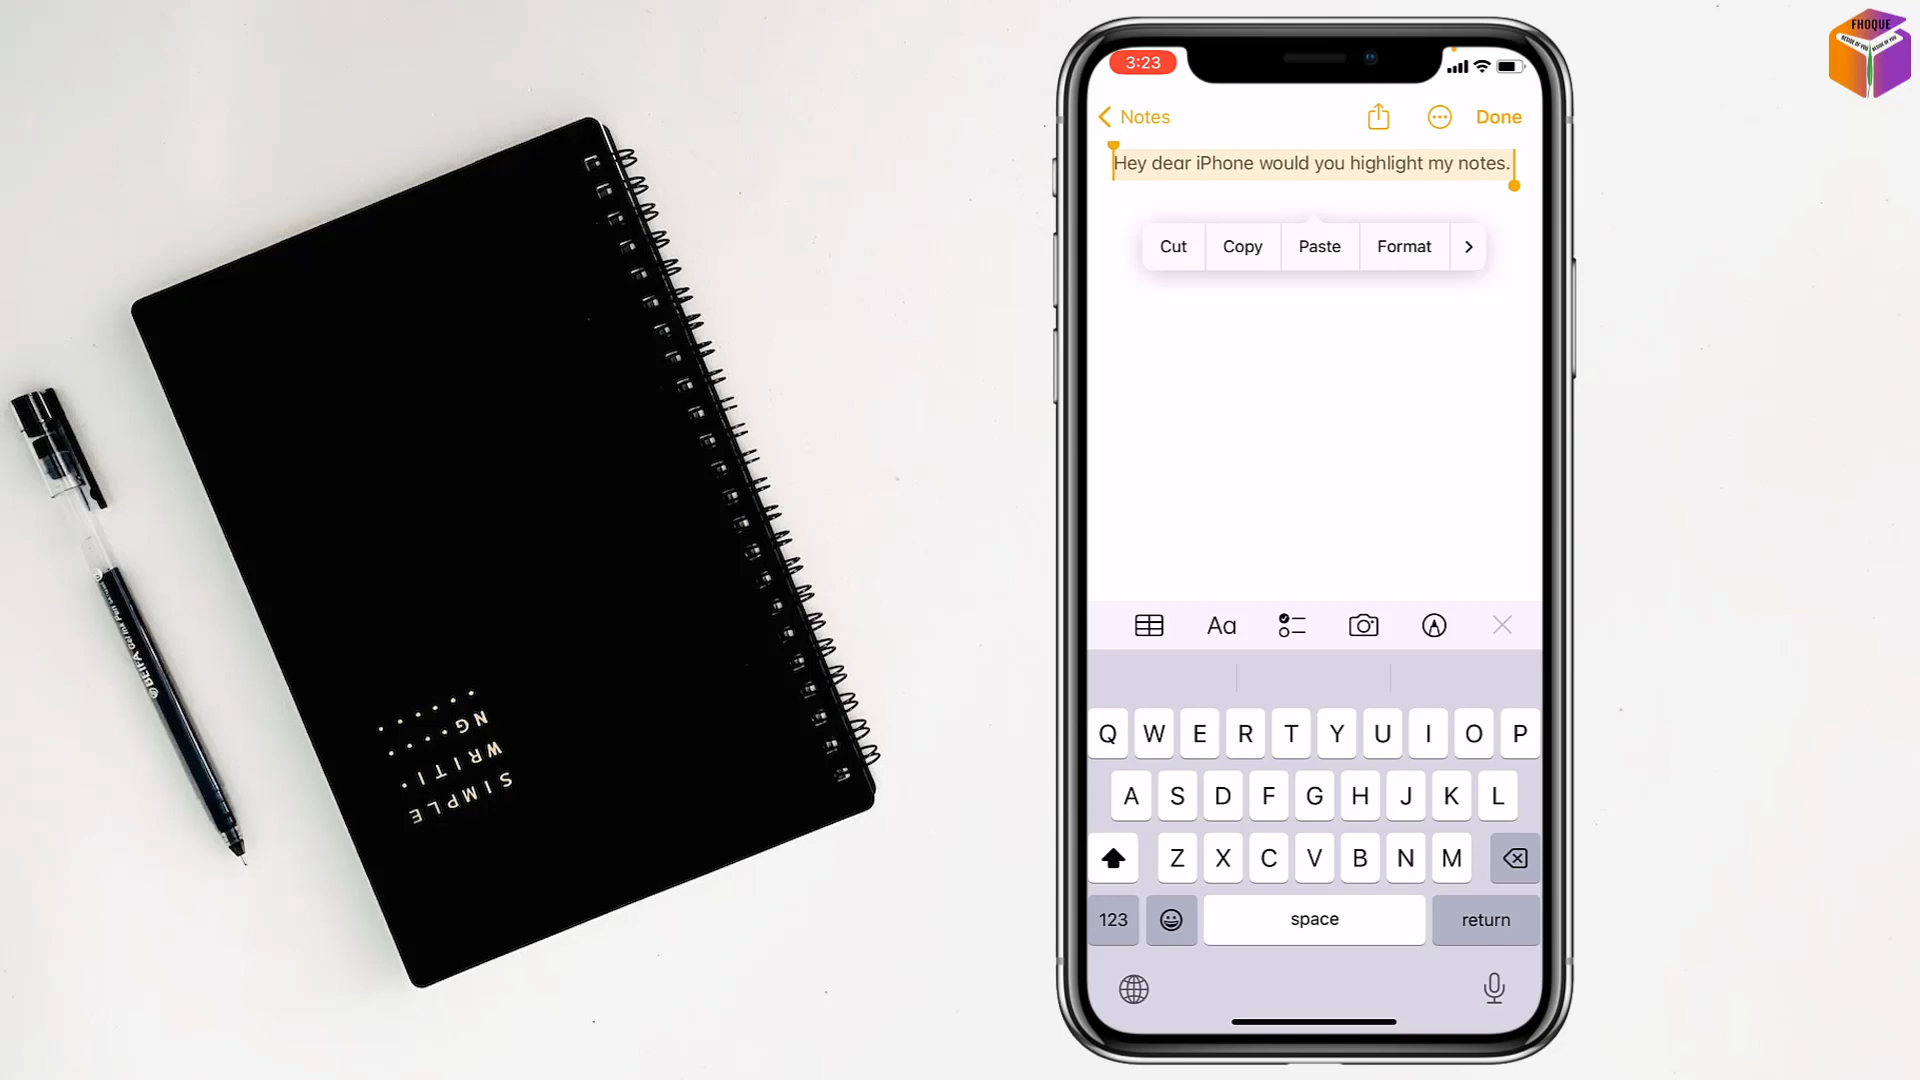 FHOQUE
3:23
Notes
Done
Hey dear iPhone would you highlight my notes.
Cut
Copy
Paste
Format
Aa
Q W E R T Y U I O P
A S D F G H J K L
Z X C V B N M
123
space
return
SIMPLE
WRITI
NG